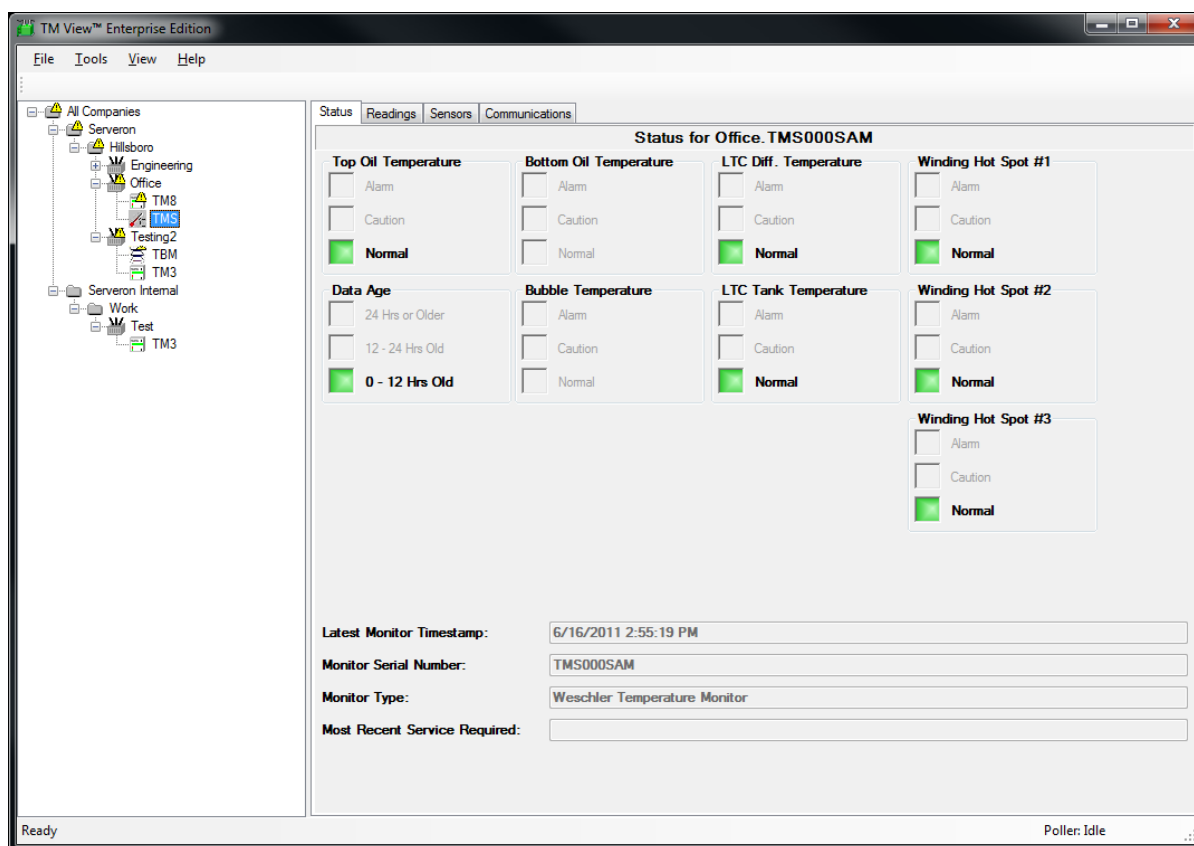 TM View™ Enterprise Edition
File Tools View Help
All Companies
Serveron
Hillsboro
Engineering
Office
TM8
TMS
Testing2
TBM
TM3
Serveron Internal
Work
Test
TM3
Status Readings Sensors Communications
Status for Office.TMS000SAM
Top Oil Temperature
Alarm
Caution
Normal
Bottom Oil Temperature
Alarm
Caution
Normal
LTC Diff. Temperature
Alarm
Caution
Normal
Winding Hot Spot #1
Alarm
Caution
Normal
Data Age
24 Hrs or Older
12 - 24 Hrs Old
0 - 12 Hrs Old
Bubble Temperature
Alarm
Caution
Normal
LTC Tank Temperature
Alarm
Caution
Normal
Winding Hot Spot #2
Alarm
Caution
Normal
Winding Hot Spot #3
Alarm
Caution
Normal
Latest Monitor Timestamp: 6/16/2011 2:55:19 PM
Monitor Serial Number: TMS000SAM
Monitor Type: Weschler Temperature Monitor
Most Recent Service Required:
Ready Poller: Idle